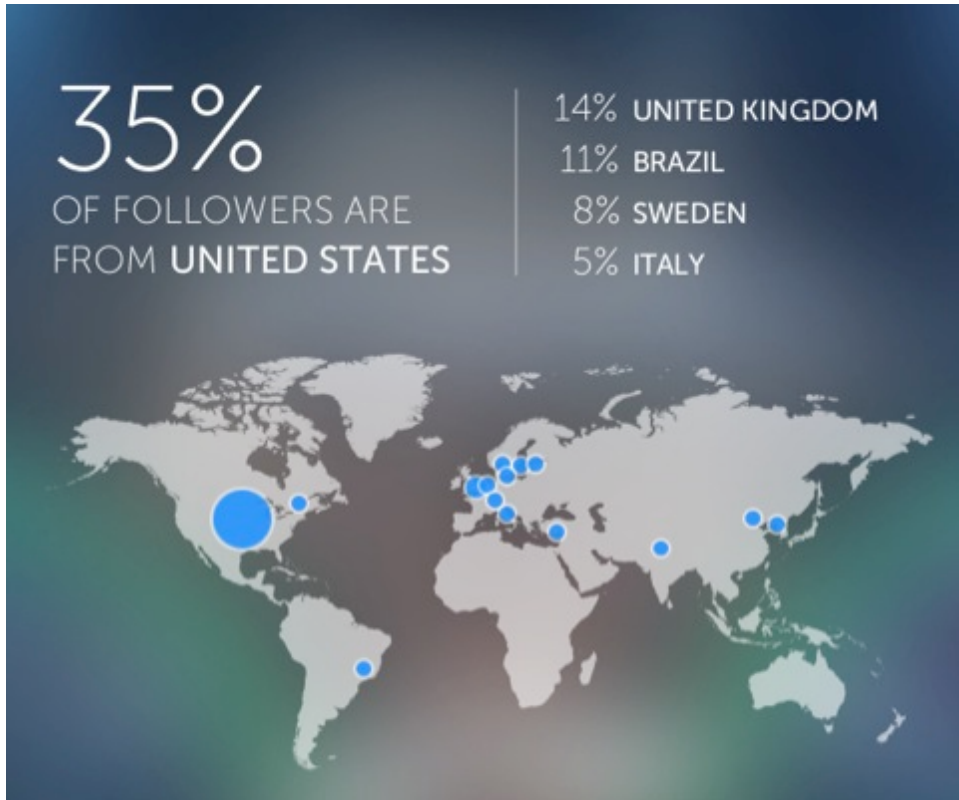 35%
OF FOLLOWERS ARE
FROM UNITED STATES
14% UNITED KINGDOM
11% BRAZIL
8% SWEDEN
5% ITALY